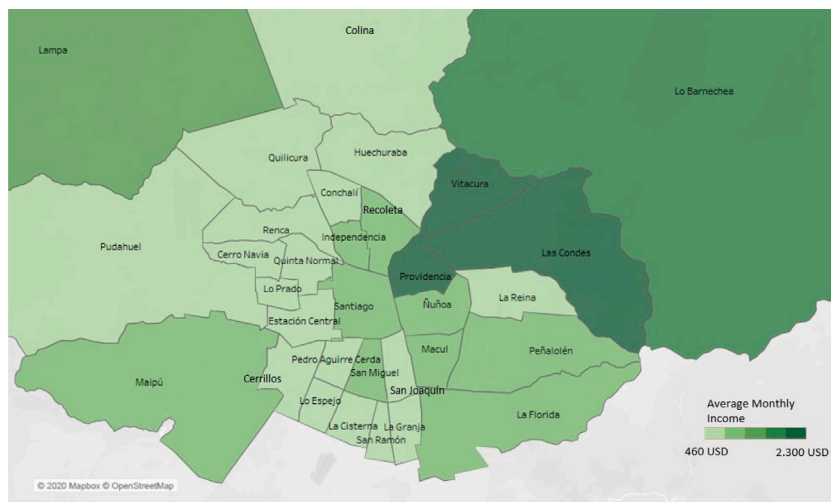 Colina
Lampa
Lo Barnechea
Huechuraba
Quilicura
Vitacura
Conchalí
Recoleta
Renca
Independencia
Pudahuel
Cerro Navia
Quinta Normal
Las Condes
Providencia
Lo Prado
La Reina
Santiago
Ñuñoa
Estación Central
Macul
Peñalolén
Pedro Aguirre Cerda
San Miguel
Maipú
Cerrillos
San Joaquín
Lo Espejo
La Florida
La Cisterna
La Granja
San Ramón
Average Monthly
Income
460 USD
2.300 USD
© 2020 Mapbox © OpenStreetMap